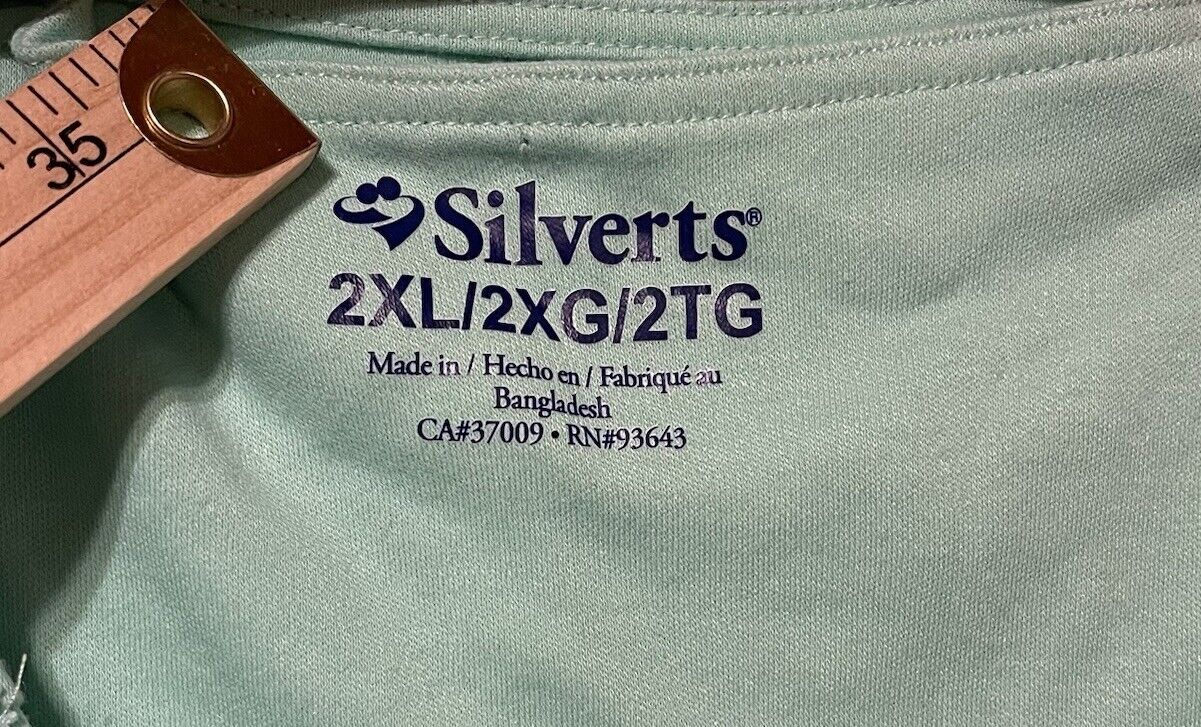 35
Silverts®
2XL/2XG/2TG
Made in / Hecho en / Fabriqué au
Bangladesh
CA#37009 • RN#93643